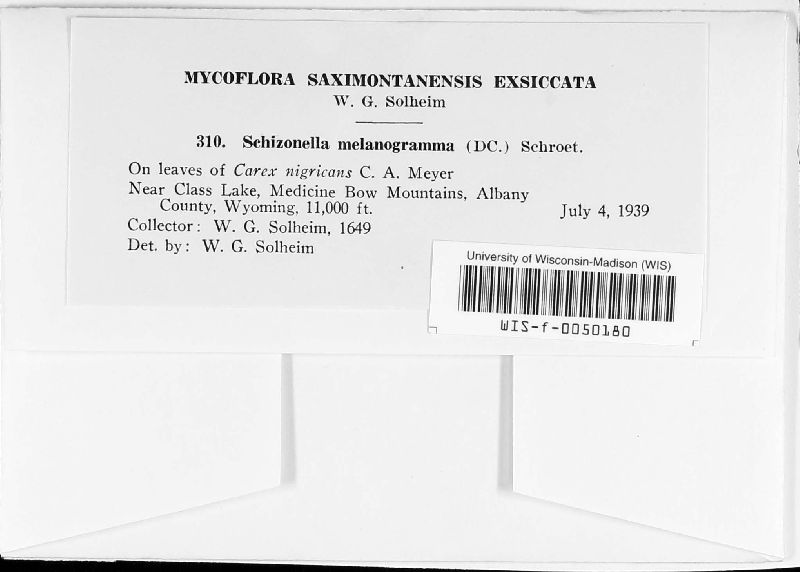 MYCOFLORA SAXIMONTANENSIS EXSICCATA
W. G. Solheim
310. Schizonella melanogramma (DC.) Schroet.
On leaves of Carex nigricans C. A. Meyer
Near Class Lake, Medicine Bow Mountains, Albany
County, Wyoming, 11,000 ft. July 4, 1939
Collector: W. G. Solheim, 1649
Det. by: W. G. Solheim
University of Wisconsin-Madison (WIS)
WIS-f-0050180